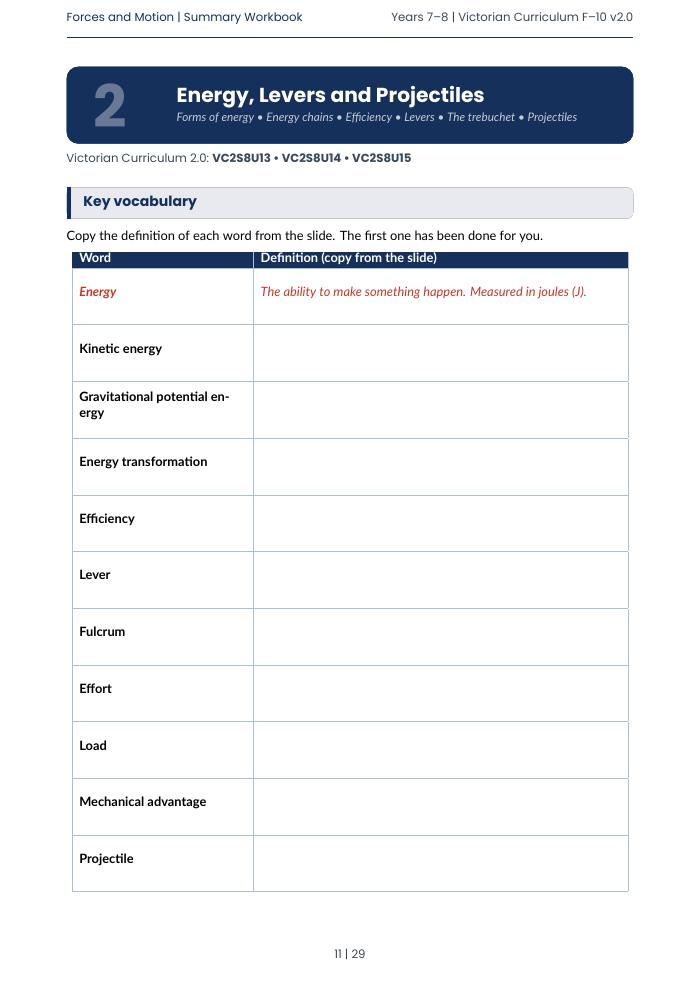 Forces and Motion | Summary Workbook
Years 7–8 | Victorian Curriculum F–10 v2.0
2
Energy, Levers and Projectiles
Forms of energy • Energy chains • Efficiency • Levers • The trebuchet • Projectiles
Victorian Curriculum 2.0: VC2S8U13 • VC2S8U14 • VC2S8U15
Key vocabulary
Copy the definition of each word from the slide. The first one has been done for you.
Word
Definition (copy from the slide)
Energy
The ability to make something happen. Measured in joules (J).
Kinetic energy
Gravitational potential en-
ergy
Energy transformation
Efficiency
Lever
Fulcrum
Effort
Load
Mechanical advantage
Projectile
11 | 29